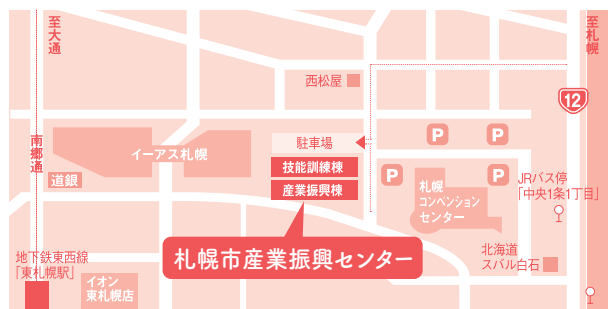 至大通
至札幌
12
西松屋
南郷通
イーアス札幌
道銀
駐車場
技能訓練棟
産業振興棟
P
P
P
P
札幌
コンベンション
センター
JRバス停
「中央1条1丁目」
札幌市産業振興センター
地下鉄東西線
「東札幌駅」
イオン
東札幌店
北海道
スバル白石